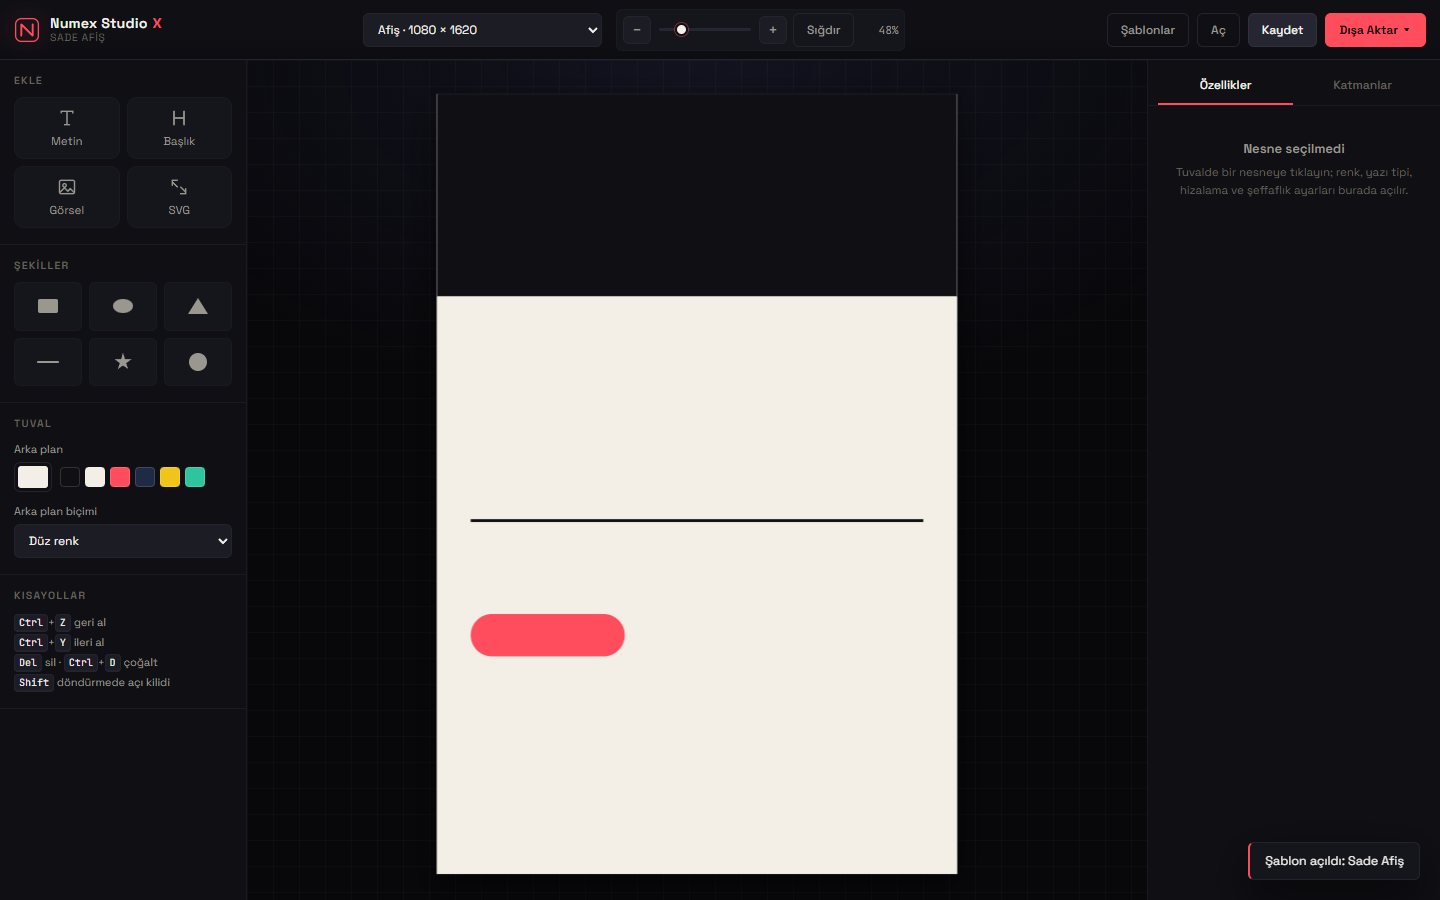 Numex Studio X
SADE AFİŞ
Afiş · 1080 × 1620
−
+
Sığdır
48%
Şablonlar
Aç
Kaydet
Dışa Aktar
EKLE
Metin
Başlık
Görsel
SVG
ŞEKİLLER
TUVAL
Arka plan
Arka plan biçimi
Düz renk
KISAYOLLAR
Ctrl + Z geri al
Ctrl + Y ileri al
Del sil · Ctrl + D çoğalt
Shift döndürmede açı kilidi
Özellikler
Katmanlar
Nesne seçilmedi
Tuvalde bir nesneye tıklayın; renk, yazı tipi,
hizalama ve şeffaflık ayarları burada açılır.
Şablon açıldı: Sade Afiş